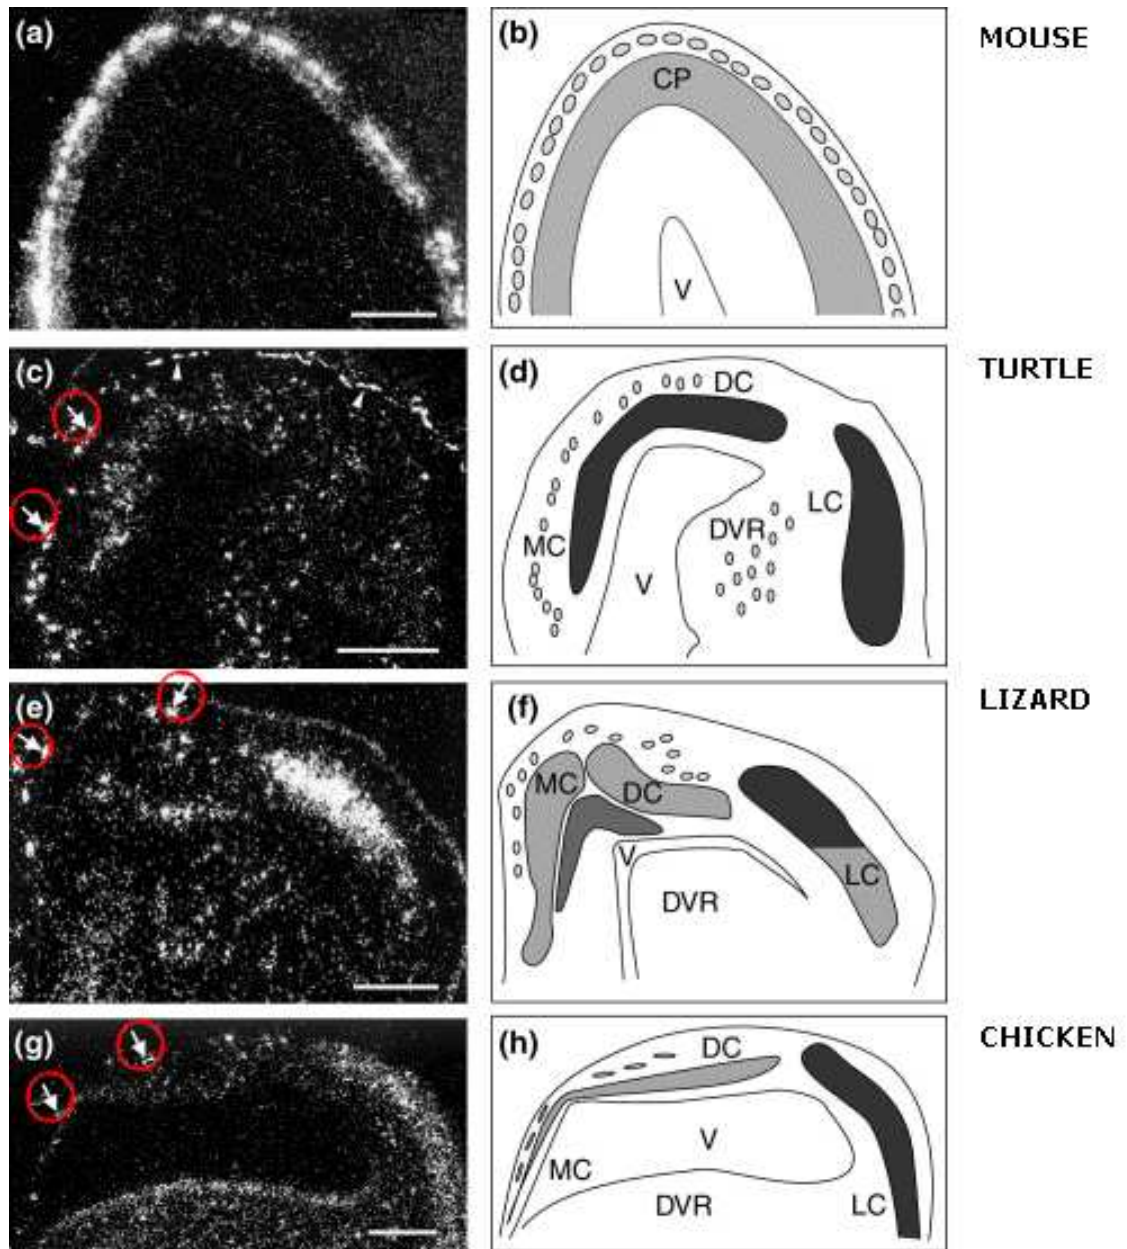 (a)
(b)
CP
V
MOUSE
(c)
(d)
DC
LC
DVR
MC
V
TURTLE
(e)
(f)
MC
DC
V
LC
DVR
LIZARD
(g)
(h)
DC
V
MC
DVR
LC
CHICKEN